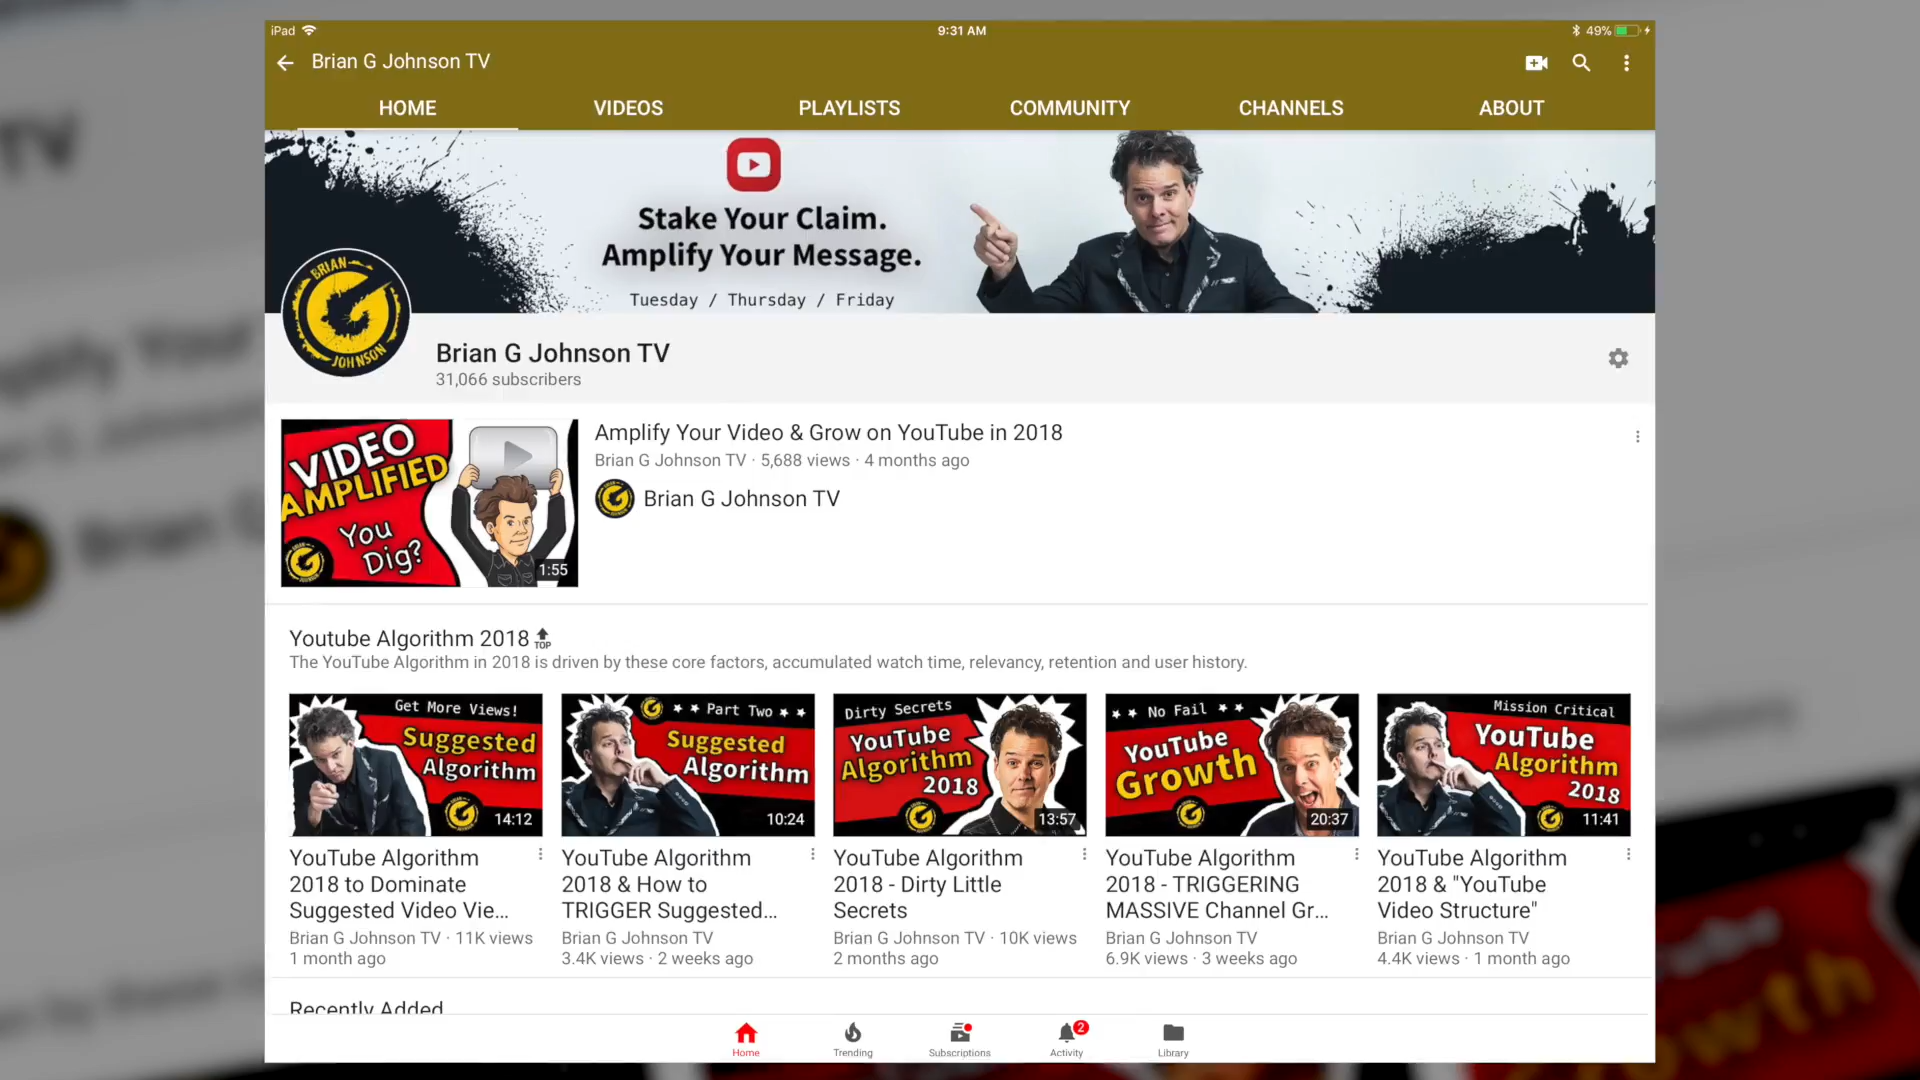 iPad
9:31 AM
49%
Brian G Johnson TV
HOME
VIDEOS
PLAYLISTS
COMMUNITY
CHANNELS
ABOUT
Stake Your Claim.
Amplify Your Message.
Tuesday / Thursday / Friday
BRIAN
JOHNSON
Brian G Johnson TV
31,066 subscribers
VIDEO
AMPLIFIED
You
Dig?
1:55
Amplify Your Video & Grow on YouTube in 2018
Brian G Johnson TV · 5,688 views · 4 months ago
Brian G Johnson TV
Youtube Algorithm 2018 TOP
The YouTube Algorithm in 2018 is driven by these core factors, accumulated watch time, relevancy, retention and user history.
Get More Views!
Suggested
Algorithm
14:12
YouTube Algorithm
2018 to Dominate
Suggested Video Vie...
Brian G Johnson TV · 11K views
1 month ago
Part Two
Suggested
Algorithm
10:24
YouTube Algorithm
2018 & How to
TRIGGER Suggested...
Brian G Johnson TV
3.4K views · 2 weeks ago
Dirty Secrets
YouTube
Algorithm
2018
13:57
YouTube Algorithm
2018 - Dirty Little
Secrets
Brian G Johnson TV · 10K views
2 months ago
No Fail
YouTube
Growth
20:37
YouTube Algorithm
2018 - TRIGGERING
MASSIVE Channel Gr...
Brian G Johnson TV
6.9K views · 3 weeks ago
Mission Critical
YouTube
Algorithm
2018
11:41
YouTube Algorithm
2018 & "YouTube
Video Structure"
Brian G Johnson TV
4.4K views · 1 month ago
Recently Added
Home
Trending
Subscriptions
2
Activity
Library